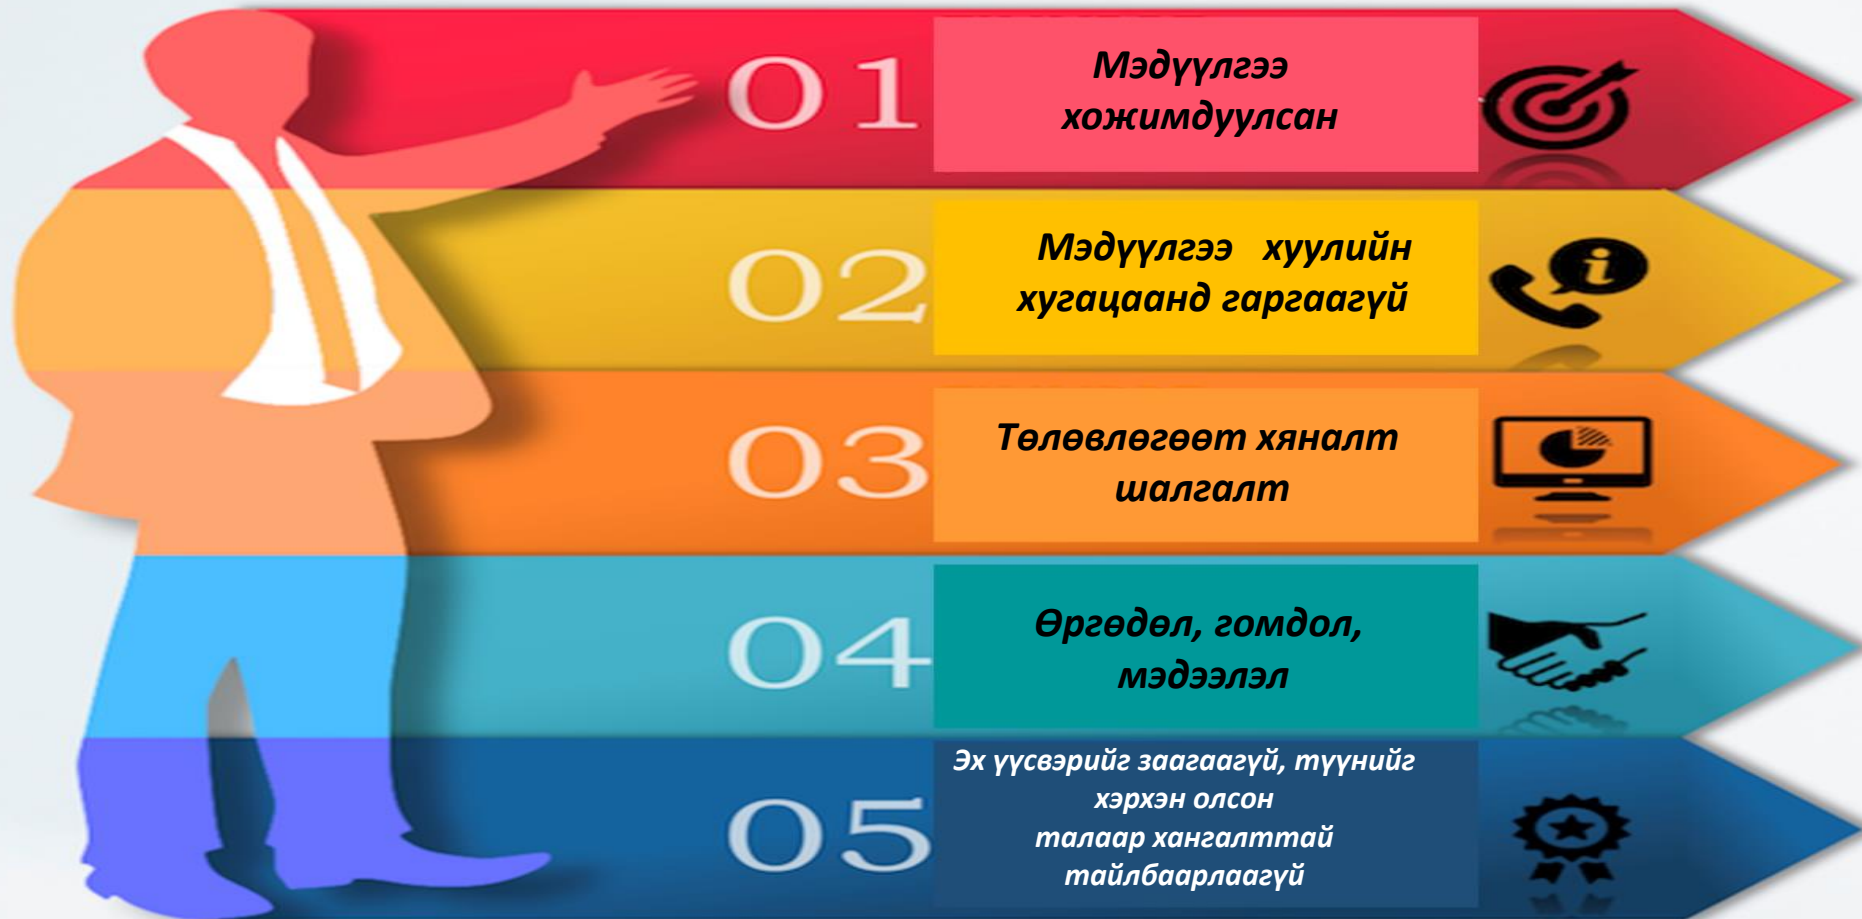 01
Мэдүүлгээ
хожимдуулсан
02
Мэдүүлгээ хуулийн
хугацаанд гаргаагүй
03
Төлөвлөгөөт хяналт
шалгалт
04
Өргөдөл, гомдол,
мэдээлэл
05
Эх үүсвэрийг заагаагүй, түүнийг
хэрхэн олсон
талаар хангалттай
тайлбаарлаагүй